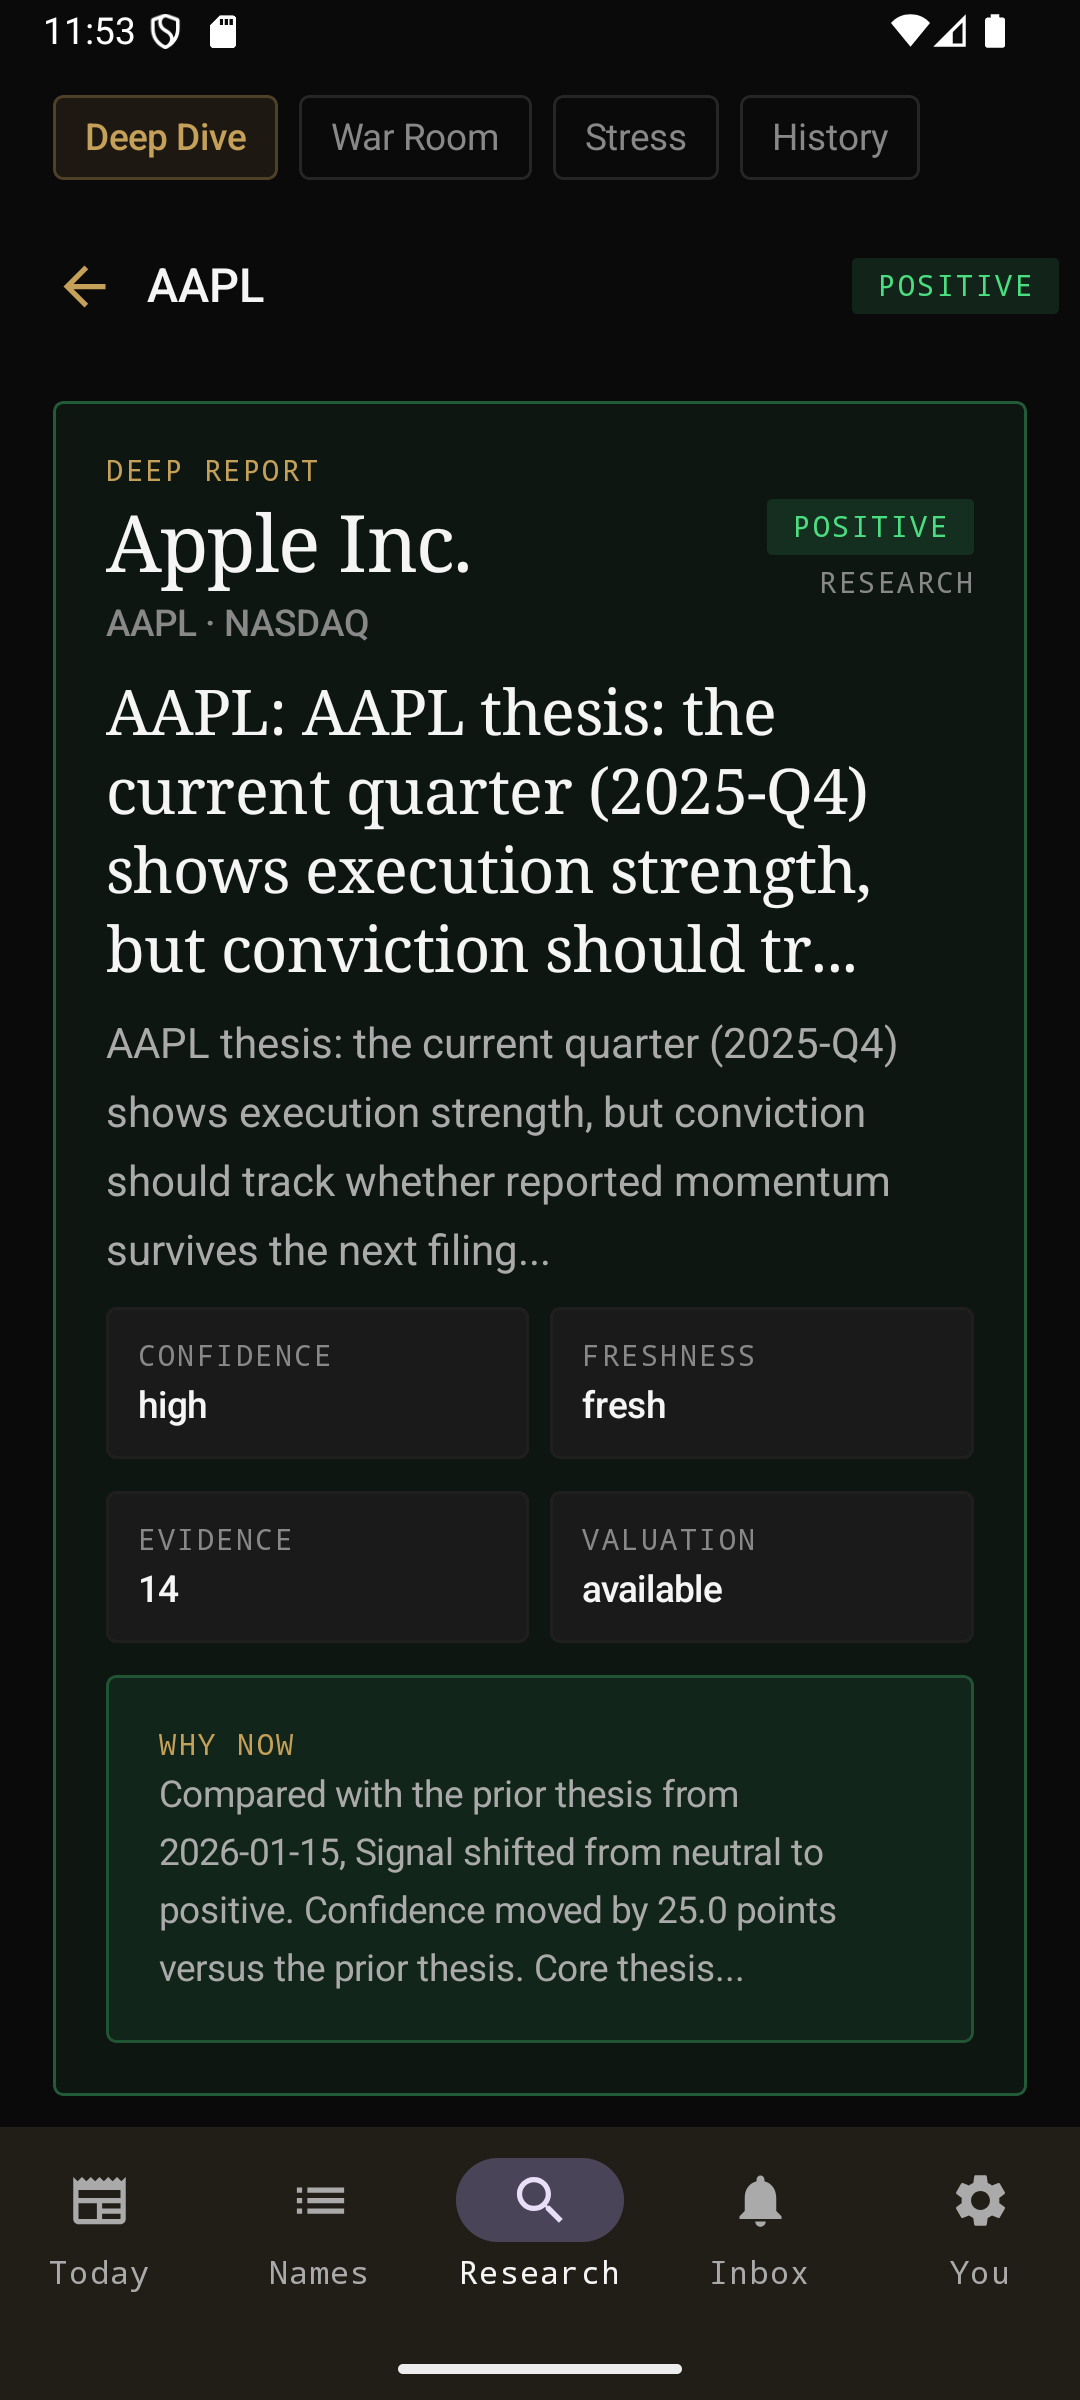 11:53
Deep Dive War Room Stress History
AAPL POSITIVE
DEEP REPORT
Apple Inc. POSITIVE
RESEARCH
AAPL · NASDAQ
AAPL: AAPL thesis: the
current quarter (2025-Q4)
shows execution strength,
but conviction should tr...
AAPL thesis: the current quarter (2025-Q4)
shows execution strength, but conviction
should track whether reported momentum
survives the next filing...
CONFIDENCE FRESHNESS
high fresh
EVIDENCE VALUATION
14 available
WHY NOW
Compared with the prior thesis from
2026-01-15, Signal shifted from neutral to
positive. Confidence moved by 25.0 points
versus the prior thesis. Core thesis...
Today Names Research Inbox You